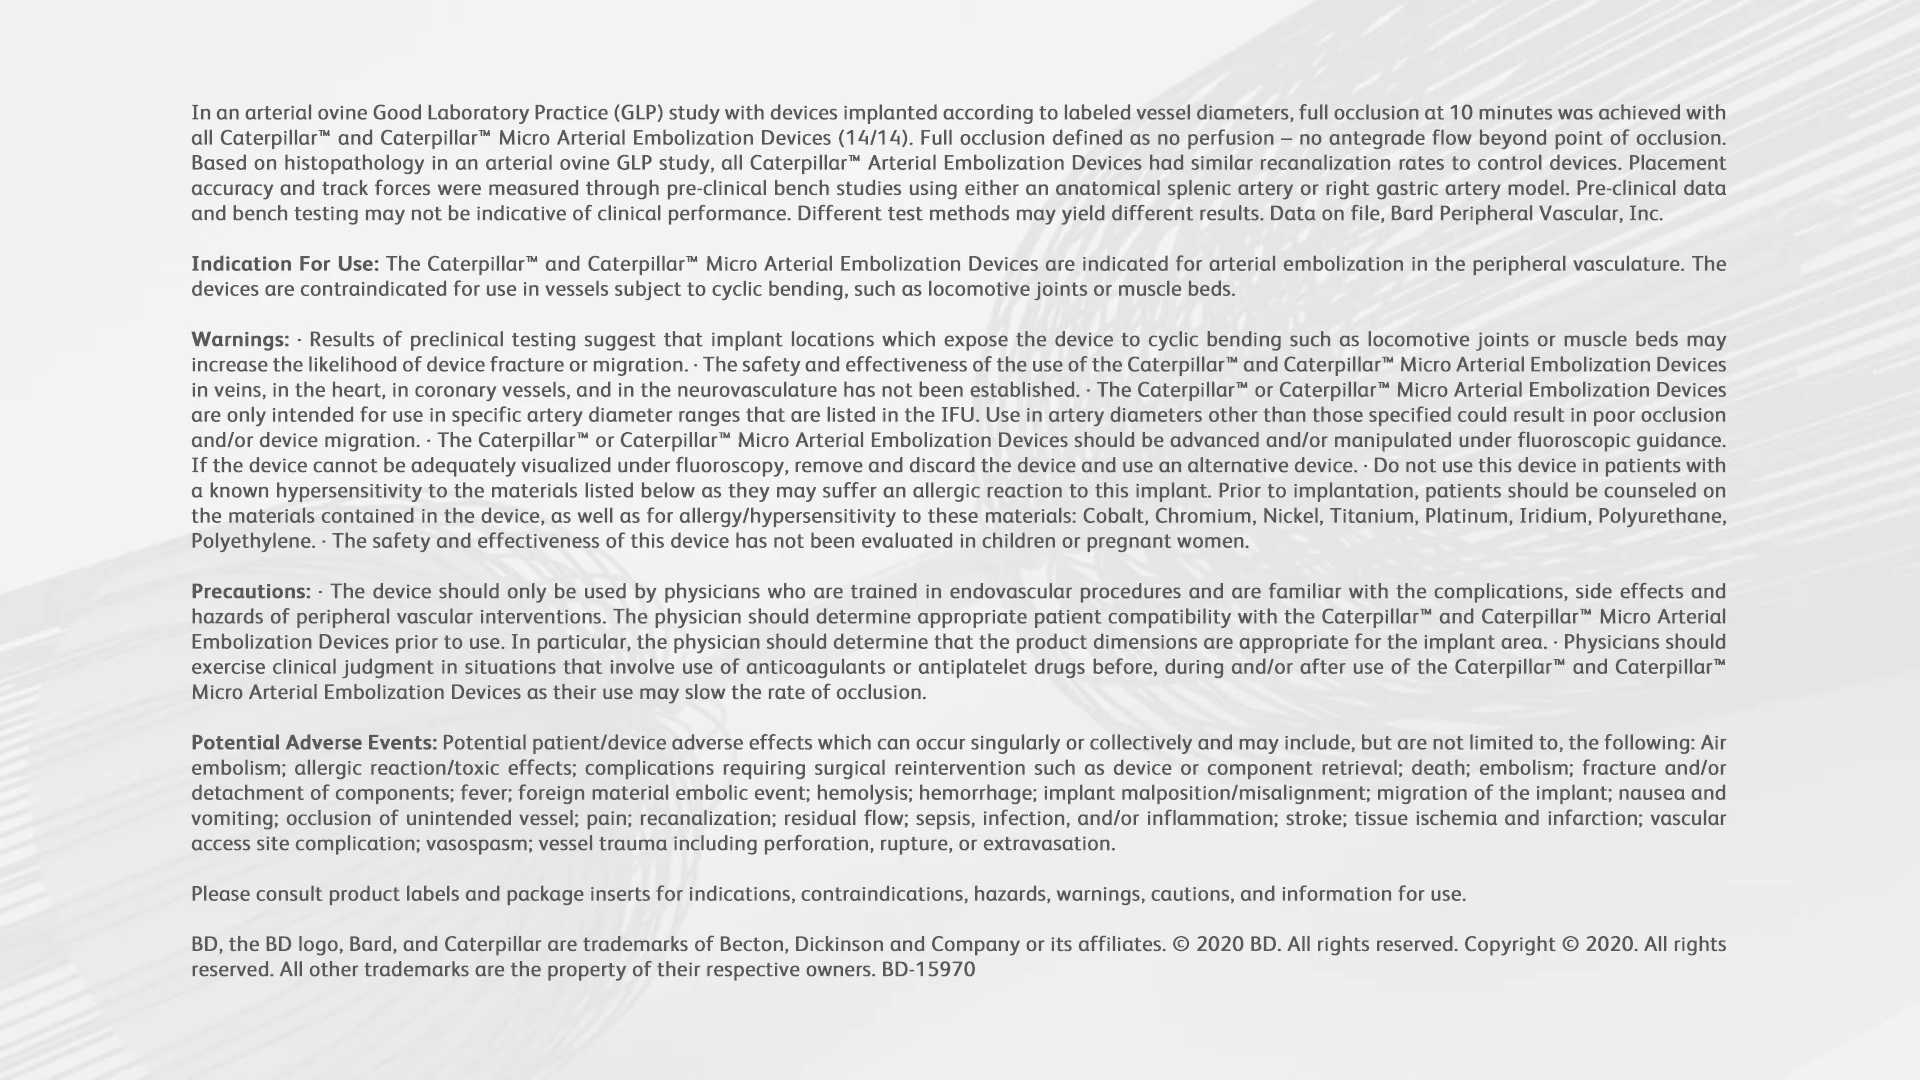 In an arterial ovine Good Laboratory Practice (GLP) study with devices implanted according to labeled vessel diameters, full occlusion at 10 minutes was achieved with
all Caterpillar™ and Caterpillar™ Micro Arterial Embolization Devices (14/14). Full occlusion defined as no perfusion – no antegrade flow beyond point of occlusion.
Based on histopathology in an arterial ovine GLP study, all Caterpillar™ Arterial Embolization Devices had similar recanalization rates to control devices. Placement
accuracy and track forces were measured through pre-clinical bench studies using either an anatomical splenic artery or right gastric artery model. Pre-clinical data
and bench testing may not be indicative of clinical performance. Different test methods may yield different results. Data on file, Bard Peripheral Vascular, Inc.
Indication For Use: The Caterpillar™ and Caterpillar™ Micro Arterial Embolization Devices are indicated for arterial embolization in the peripheral vasculature. The
devices are contraindicated for use in vessels subject to cyclic bending, such as locomotive joints or muscle beds.
Warnings: · Results of preclinical testing suggest that implant locations which expose the device to cyclic bending such as locomotive joints or muscle beds may
increase the likelihood of device fracture or migration. · The safety and effectiveness of the use of the Caterpillar™ and Caterpillar™ Micro Arterial Embolization Devices
in veins, in the heart, in coronary vessels, and in the neurovasculature has not been established. · The Caterpillar™ or Caterpillar™ Micro Arterial Embolization Devices
are only intended for use in specific artery diameter ranges that are listed in the IFU. Use in artery diameters other than those specified could result in poor occlusion
and/or device migration. · The Caterpillar™ or Caterpillar™ Micro Arterial Embolization Devices should be advanced and/or manipulated under fluoroscopic guidance.
If the device cannot be adequately visualized under fluoroscopy, remove and discard the device and use an alternative device. · Do not use this device in patients with
a known hypersensitivity to the materials listed below as they may suffer an allergic reaction to this implant. Prior to implantation, patients should be counseled on
the materials contained in the device, as well as for allergy/hypersensitivity to these materials: Cobalt, Chromium, Nickel, Titanium, Platinum, Iridium, Polyurethane,
Polyethylene. · The safety and effectiveness of this device has not been evaluated in children or pregnant women.
Precautions: · The device should only be used by physicians who are trained in endovascular procedures and are familiar with the complications, side effects and
hazards of peripheral vascular interventions. The physician should determine appropriate patient compatibility with the Caterpillar™ and Caterpillar™ Micro Arterial
Embolization Devices prior to use. In particular, the physician should determine that the product dimensions are appropriate for the implant area. · Physicians should
exercise clinical judgment in situations that involve use of anticoagulants or antiplatelet drugs before, during and/or after use of the Caterpillar™ and Caterpillar™
Micro Arterial Embolization Devices as their use may slow the rate of occlusion.
Potential Adverse Events: Potential patient/device adverse effects which can occur singularly or collectively and may include, but are not limited to, the following: Air
embolism; allergic reaction/toxic effects; complications requiring surgical reintervention such as device or component retrieval; death; embolism; fracture and/or
detachment of components; fever; foreign material embolic event; hemolysis; hemorrhage; implant malposition/misalignment; migration of the implant; nausea and
vomiting; occlusion of unintended vessel; pain; recanalization; residual flow; sepsis, infection, and/or inflammation; stroke; tissue ischemia and infarction; vascular
access site complication; vasospasm; vessel trauma including perforation, rupture, or extravasation.
Please consult product labels and package inserts for indications, contraindications, hazards, warnings, cautions, and information for use.
BD, the BD logo, Bard, and Caterpillar are trademarks of Becton, Dickinson and Company or its affiliates. © 2020 BD. All rights reserved. Copyright © 2020. All rights
reserved. All other trademarks are the property of their respective owners. BD-15970